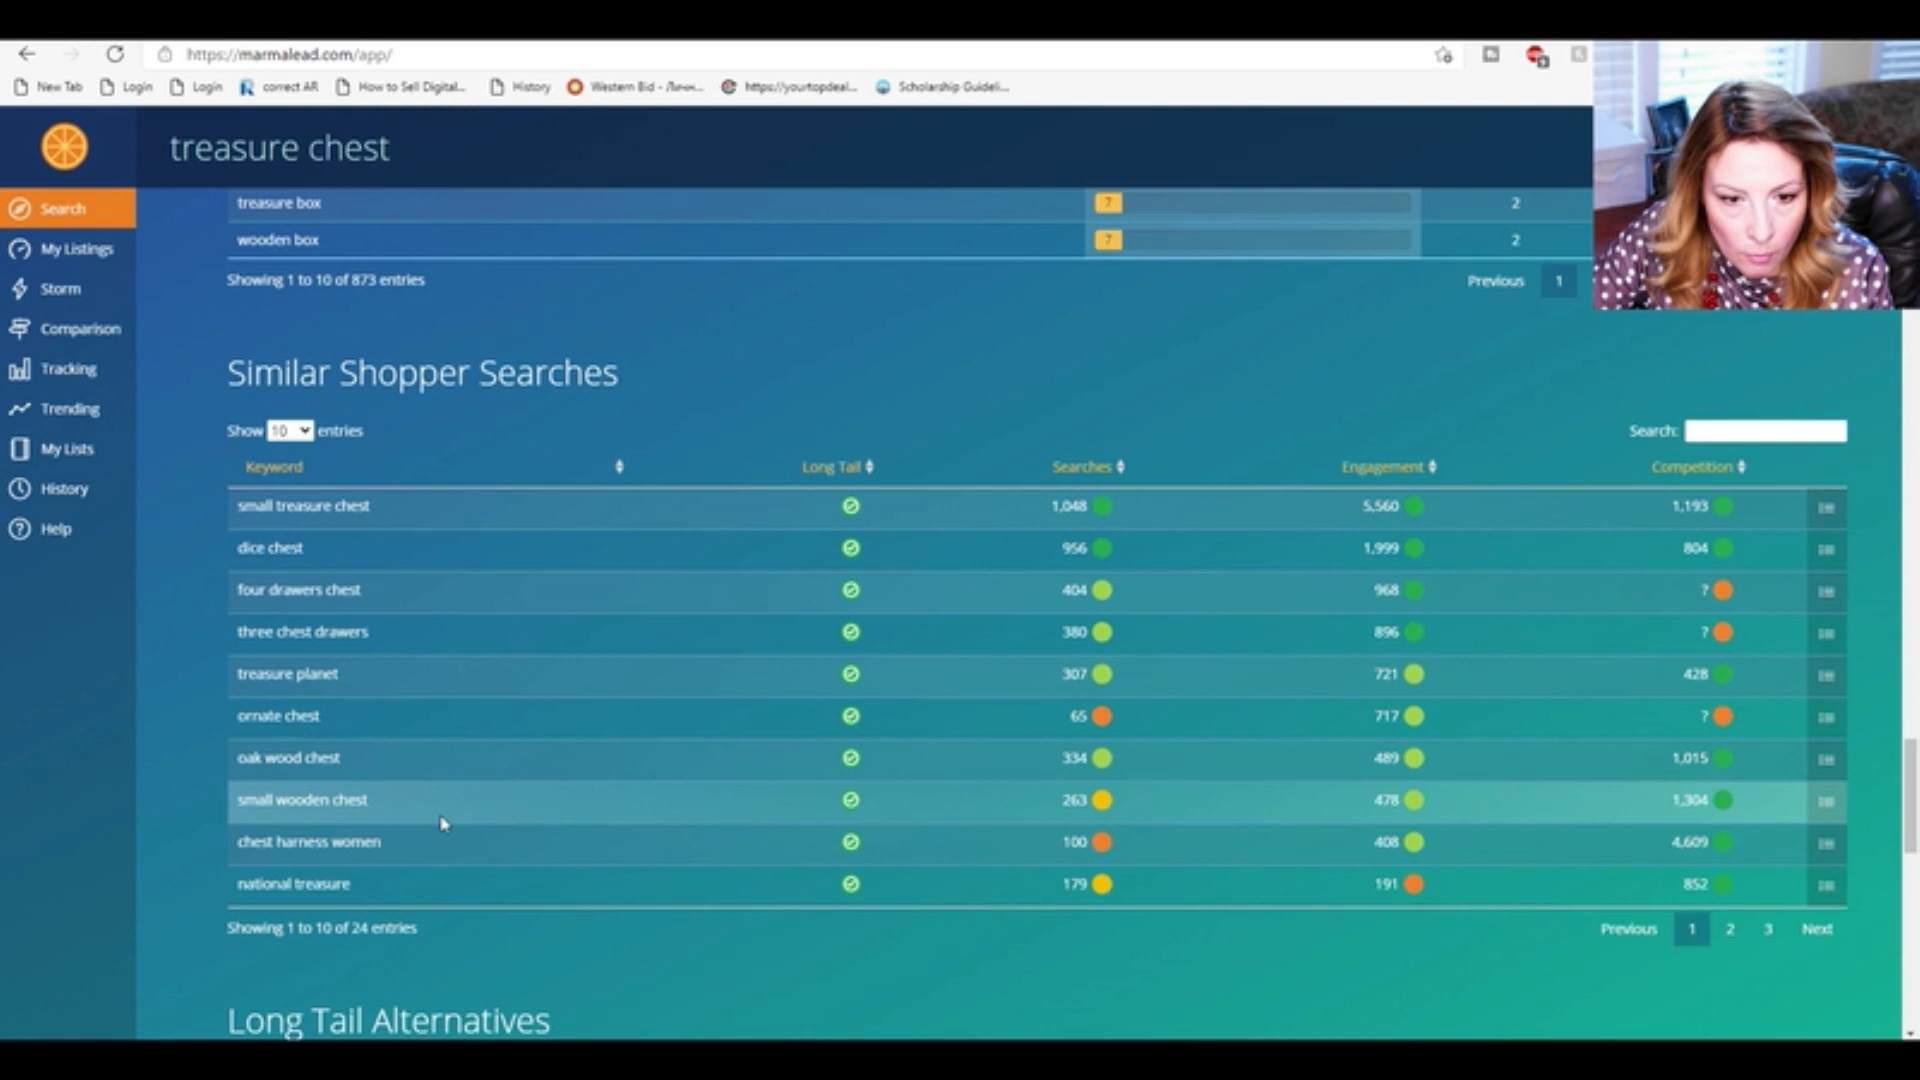 https://marmalead.com/app/
New Tab Login Login correct AR How to Sell Digital... History Western Bid - Личн... https://yourtopdeal... Scholarship Guideli...
treasure chest
Search
My Listings
Storm
Comparison
Tracking
Trending
My Lists
History
Help
treasure box 7 2
wooden box 7 2
Showing 1 to 10 of 873 entries Previous 1
Similar Shopper Searches
Show 10 entries Search:
Keyword Long Tail Searches Engagement Competition
small treasure chest 1,048 5,560 1,193
dice chest 956 1,999 804
four drawers chest 404 968 ?
three chest drawers 380 896 ?
treasure planet 307 721 428
ornate chest 65 717 ?
oak wood chest 334 489 1,015
small wooden chest 263 478 1,304
chest harness women 100 408 4,609
national treasure 179 191 852
Showing 1 to 10 of 24 entries Previous 1 2 3 Next
Long Tail Alternatives